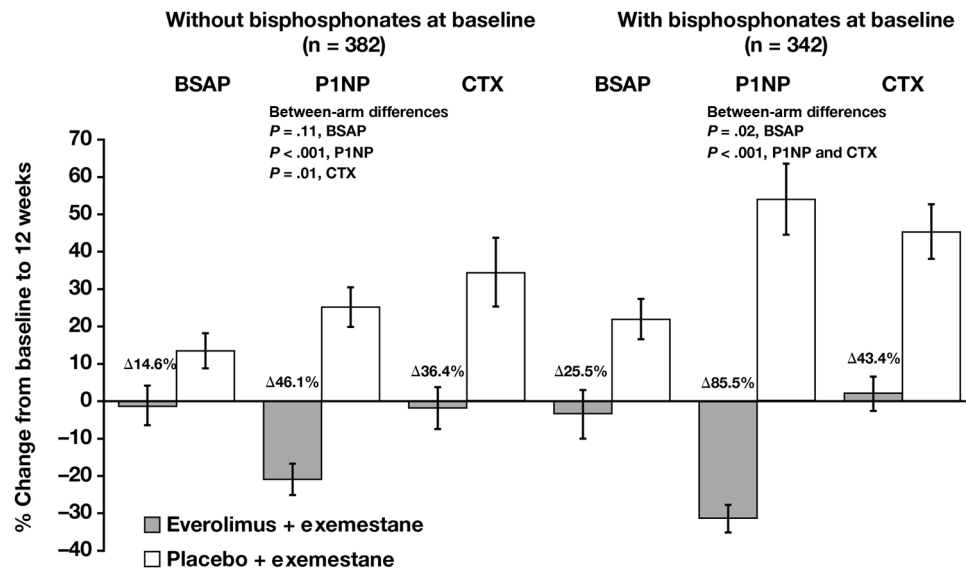 Without bisphosphonates at baseline
(n = 382)
With bisphosphonates at baseline
(n = 342)
BSAP
P1NP
CTX
BSAP
P1NP
CTX
Between-arm differences
P = .11, BSAP
P < .001, P1NP
P = .01, CTX
Between-arm differences
P = .02, BSAP
P < .001, P1NP and CTX
% Change from baseline to 12 weeks
70
60
50
40
30
20
10
0
–10
–20
–30
–40
Δ14.6%
Δ46.1%
Δ36.4%
Δ25.5%
Δ85.5%
Δ43.4%
Everolimus + exemestane
Placebo + exemestane